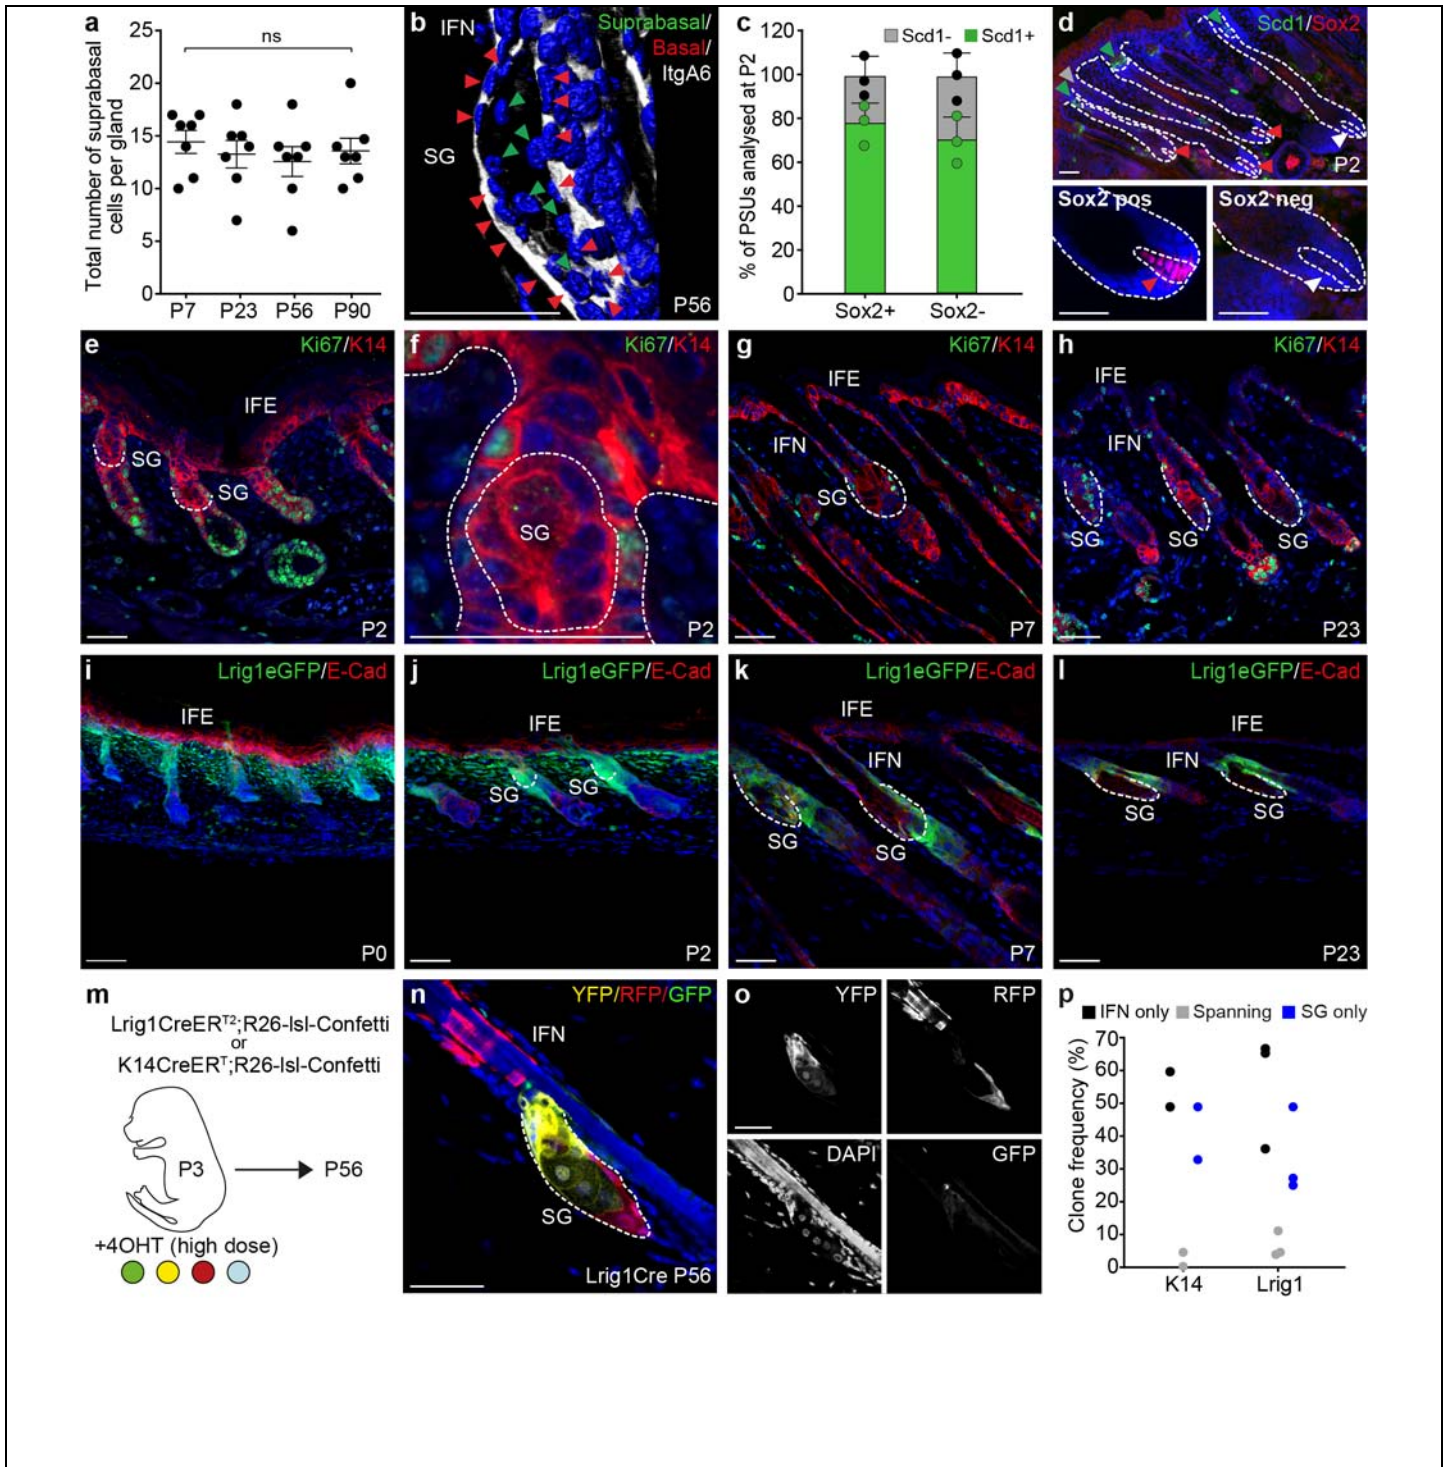 a
Total number of suprabasal
cells per gland
25
20
15
10
5
0
ns
P7 P23 P56 P90
b
IFN
Suprabasal/
Basal/
ItgA6
SG
P56
c
Scd1- Scd1+
% of PSUs analysed at P2
120
100
80
60
40
20
0
Sox2+ Sox2-
d
Scd1/Sox2
P2
Sox2 pos
Sox2 neg
e
Ki67/K14
IFE
SG
SG
P2
f
Ki67/K14
SG
P2
g
Ki67/K14
IFE
IFN
SG
P7
h
Ki67/K14
IFE
IFN
SG
SG
SG
P23
i
Lrig1eGFP/E-Cad
IFE
P0
j
Lrig1eGFP/E-Cad
IFE
SG
SG
P2
k
Lrig1eGFP/E-Cad
IFE
IFN
SG
SG
P7
l
Lrig1eGFP/E-Cad
IFE
IFN
SG
SG
P23
m
Lrig1CreERT2;R26-lsl-Confetti
or
K14CreERT;R26-lsl-Confetti
P3
P56
+4OHT (high dose)
n
YFP/RFP/GFP
IFN
SG
Lrig1Cre P56
o
YFP
RFP
DAPI
GFP
p
IFN only Spanning SG only
Clone frequency (%)
70
60
50
40
30
20
10
0
K14 Lrig1